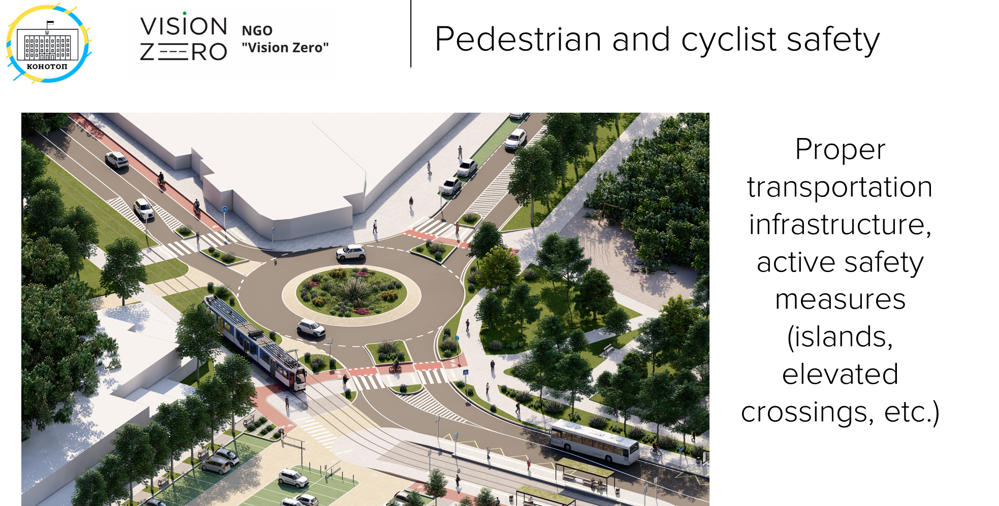 КОНОТОП
VISION
ZERO
NGO
"Vision Zero"
Pedestrian and cyclist safety
Proper
transportation
infrastructure,
active safety
measures
(islands,
elevated
crossings, etc.)